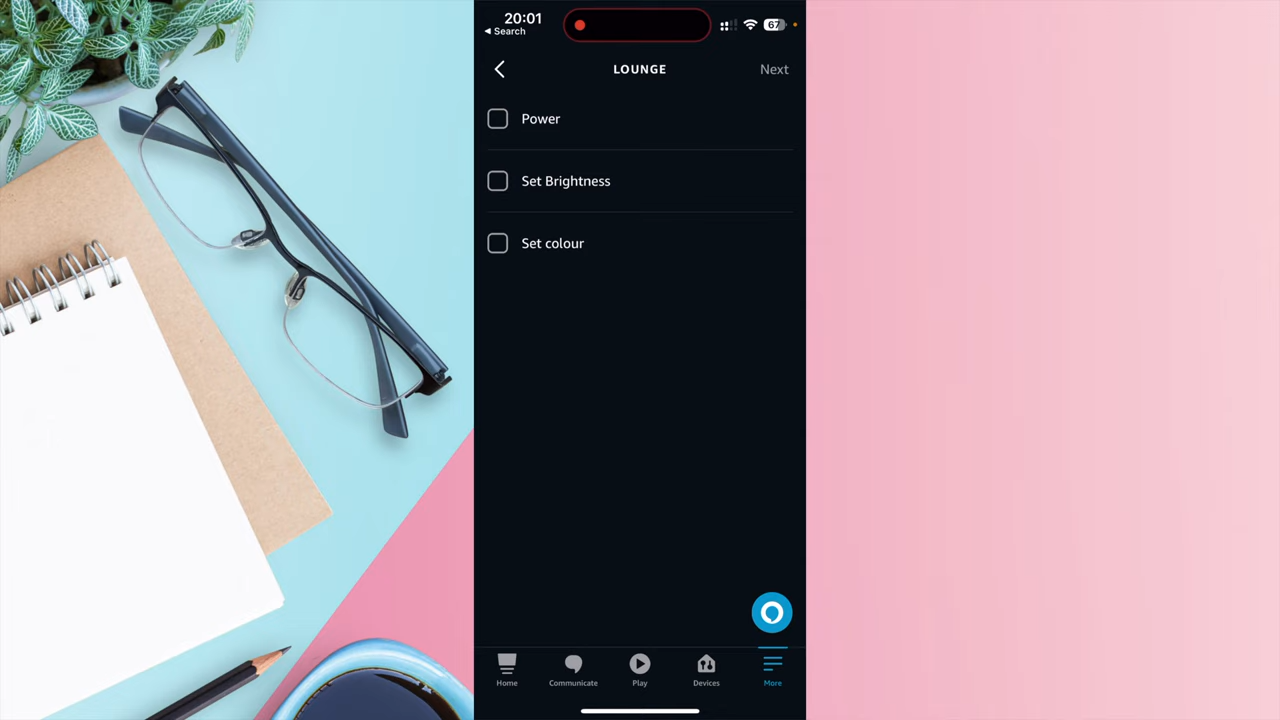 20:01
◀ Search
67
LOUNGE
Next
Power
Set Brightness
Set colour
Home
Communicate
Play
Devices
More